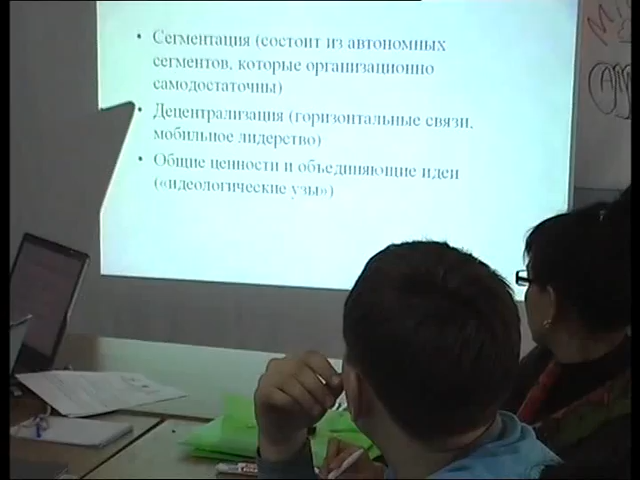 • Сегментация (состоит из автономных
сегментов, которые организационно
самодостаточны)
• Децентрализация (горизонтальные связи,
мобильное лидерство)
• Общие ценности и объединяющие идеи
(«идеологические узы»)